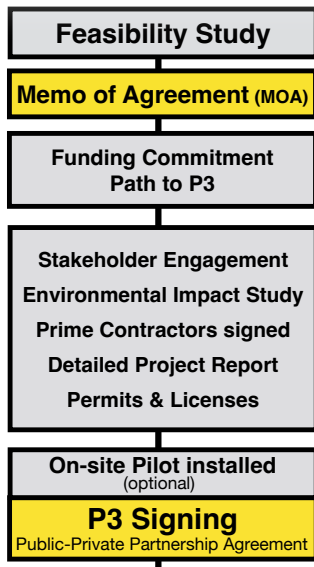 Feasibility Study
Memo of Agreement (MOA)
Funding Commitment
Path to P3
Stakeholder Engagement
Environmental Impact Study
Prime Contractors signed
Detailed Project Report
Permits & Licenses
On-site Pilot installed
(optional)
P3 Signing
Public-Private Partnership Agreement